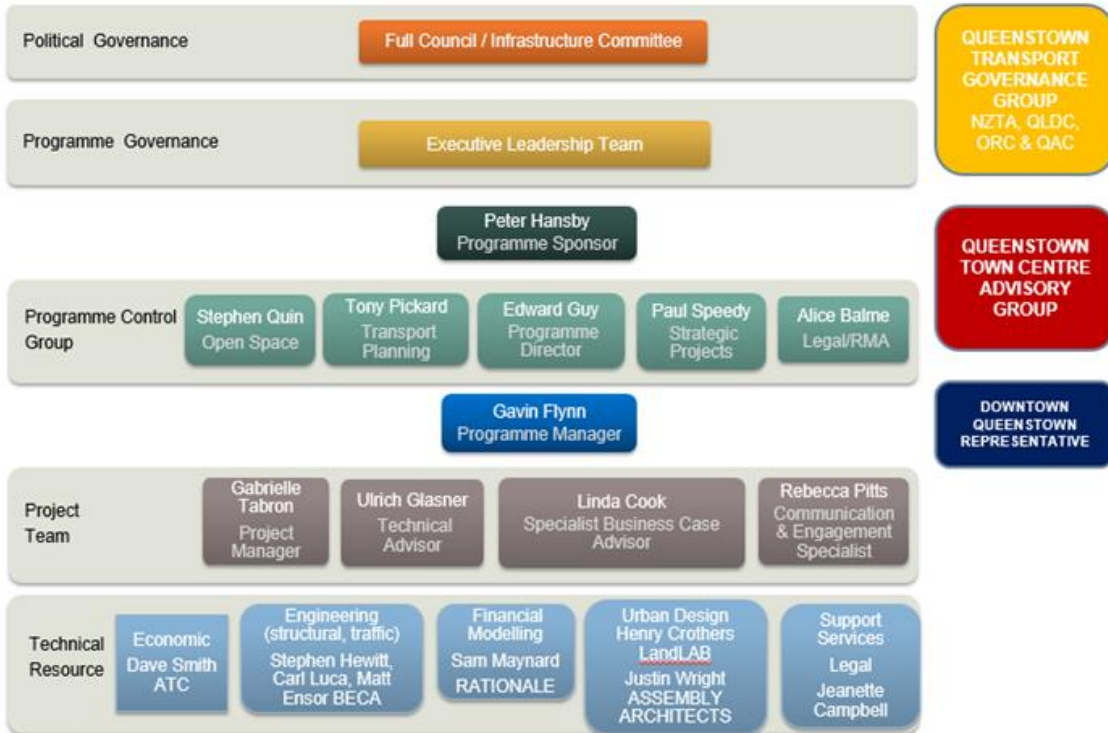 Political Governance
Full Council / Infrastructure Committee
Programme Governance
Executive Leadership Team
Peter Hansby
Programme Sponsor
Programme Control
Group
Stephen Quin
Open Space
Tony Pickard
Transport
Planning
Edward Guy
Programme
Director
Paul Speedy
Strategic
Projects
Alice Balme
Legal/RMA
Gavin Flynn
Programme Manager
Project
Team
Gabrielle
Tabron
Project
Manager
Ulrich Glasner
Technical
Advisor
Linda Cook
Specialist Business Case
Advisor
Rebecca Pitts
Communication
& Engagement
Specialist
Technical
Resource
Economic
Dave Smith
ATC
Engineering
(structural, traffic)
Stephen Hewitt,
Carl Luca, Matt
Ensor BECA
Financial
Modelling
Sam Maynard
RATIONALE
Urban Design
Henry Crothers
LandLAB
Justin Wright
ASSEMBLY
ARCHITECTS
Support
Services
Legal
Jeanette
Campbell
QUEENSTOWN
TRANSPORT
GOVERNANCE
GROUP
NZTA, QLDC,
ORC & QAC
QUEENSTOWN
TOWN CENTRE
ADVISORY
GROUP
DOWNTOWN
QUEENSTOWN
REPRESENTATIVE